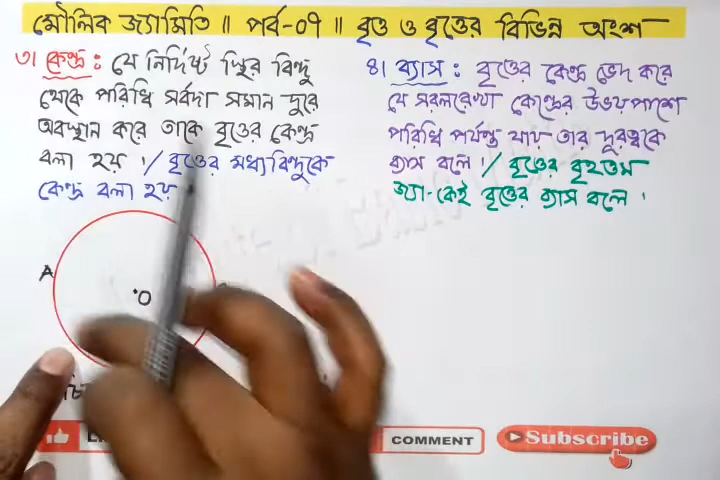 মৌলিক জ্যামিতি ॥ পর্ব-০৭ ॥ বৃত্ত ও বৃত্তের বিভিন্ন অংশ
৩। কেন্দ্র : যে নির্দিষ্ট স্থির বিন্দু
থেকে পরিধি সর্বদা সমান দুরে
অবস্থান করে তাকে বৃত্তের কেন্দ্র
বলা হয় ।/ বৃত্তের মধ্যবিন্দুকে
কেন্দ্র বলা হয়
৪। ব্যাস : বৃত্তের কেন্দ্র ভেদ করে
যে সরলরেখা কেন্দ্রের উভয়পাশে
পরিধি পর্যন্ত যায় তার দূরত্বকে
ব্যাস বলে ।/ বৃত্তের বৃহত্তম
জ্যা-কেই বৃত্তের ব্যাস বলে ।
A
O
COMMENT
Subscribe